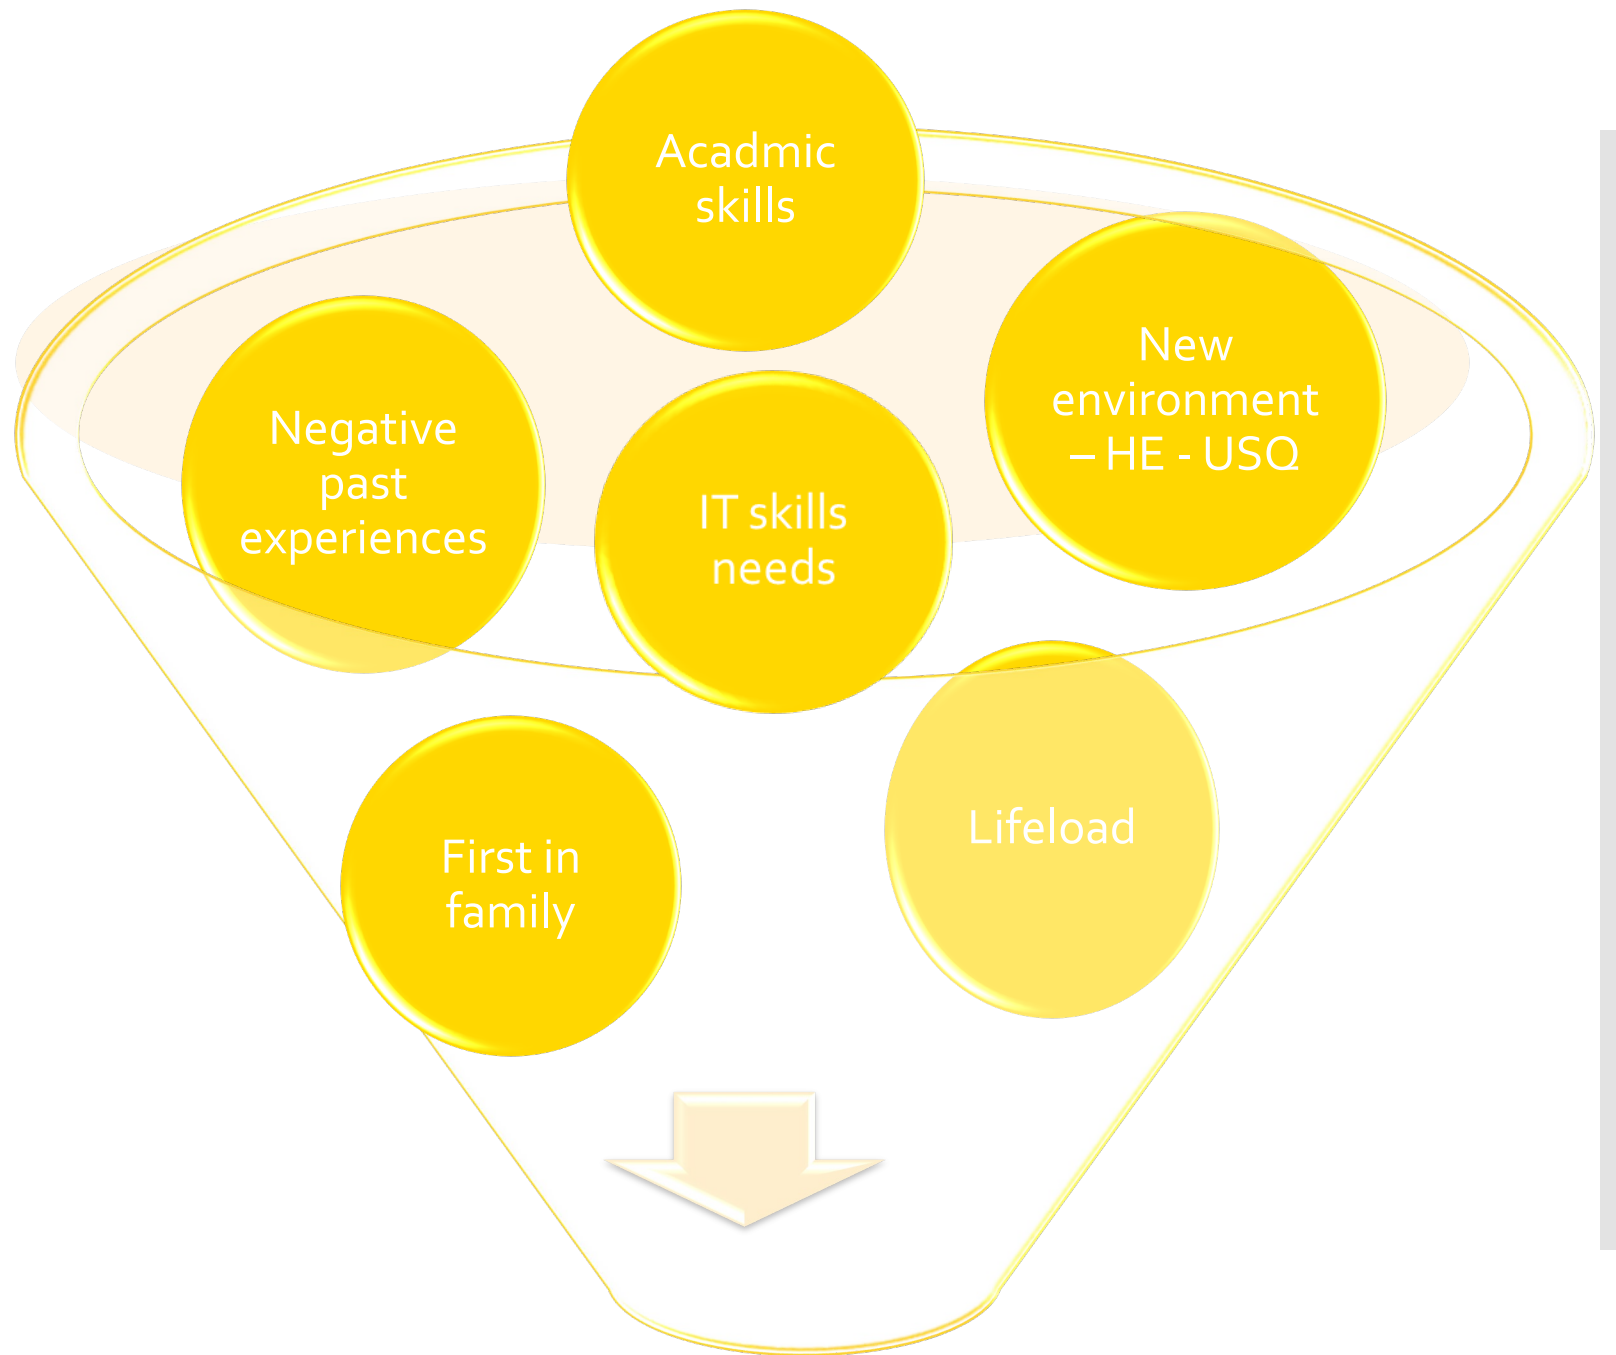 Acadmic
skills
New
environment
– HE - USQ
Negative
past
experiences
IT skills
needs
Lifeload
First in
family